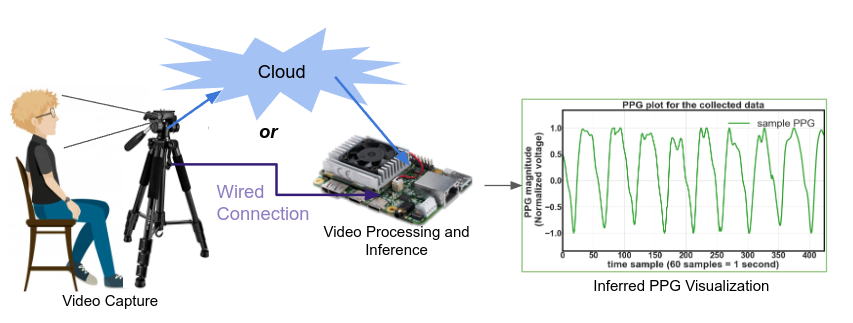 Cloud
or
Wired
Connection
Video Capture
Video Processing and
Inference
PPG plot for the collected data
sample PPG
PPG magnitude
(Normalized voltage)
1.0
0.5
0.0
−0.5
−1.0
0 50 100 150 200 250 300 350 400
time sample (60 samples = 1 second)
Inferred PPG Visualization